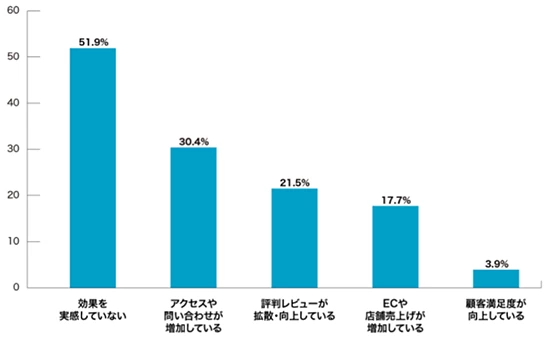 60
50
40
30
20
10
0
51.9%
30.4%
21.5%
17.7%
3.9%
効果を
実感していない
アクセスや
問い合わせが
増加している
評判レビューが
拡散・向上している
ECや
店舗売上げが
増加している
顧客満足度が
向上している